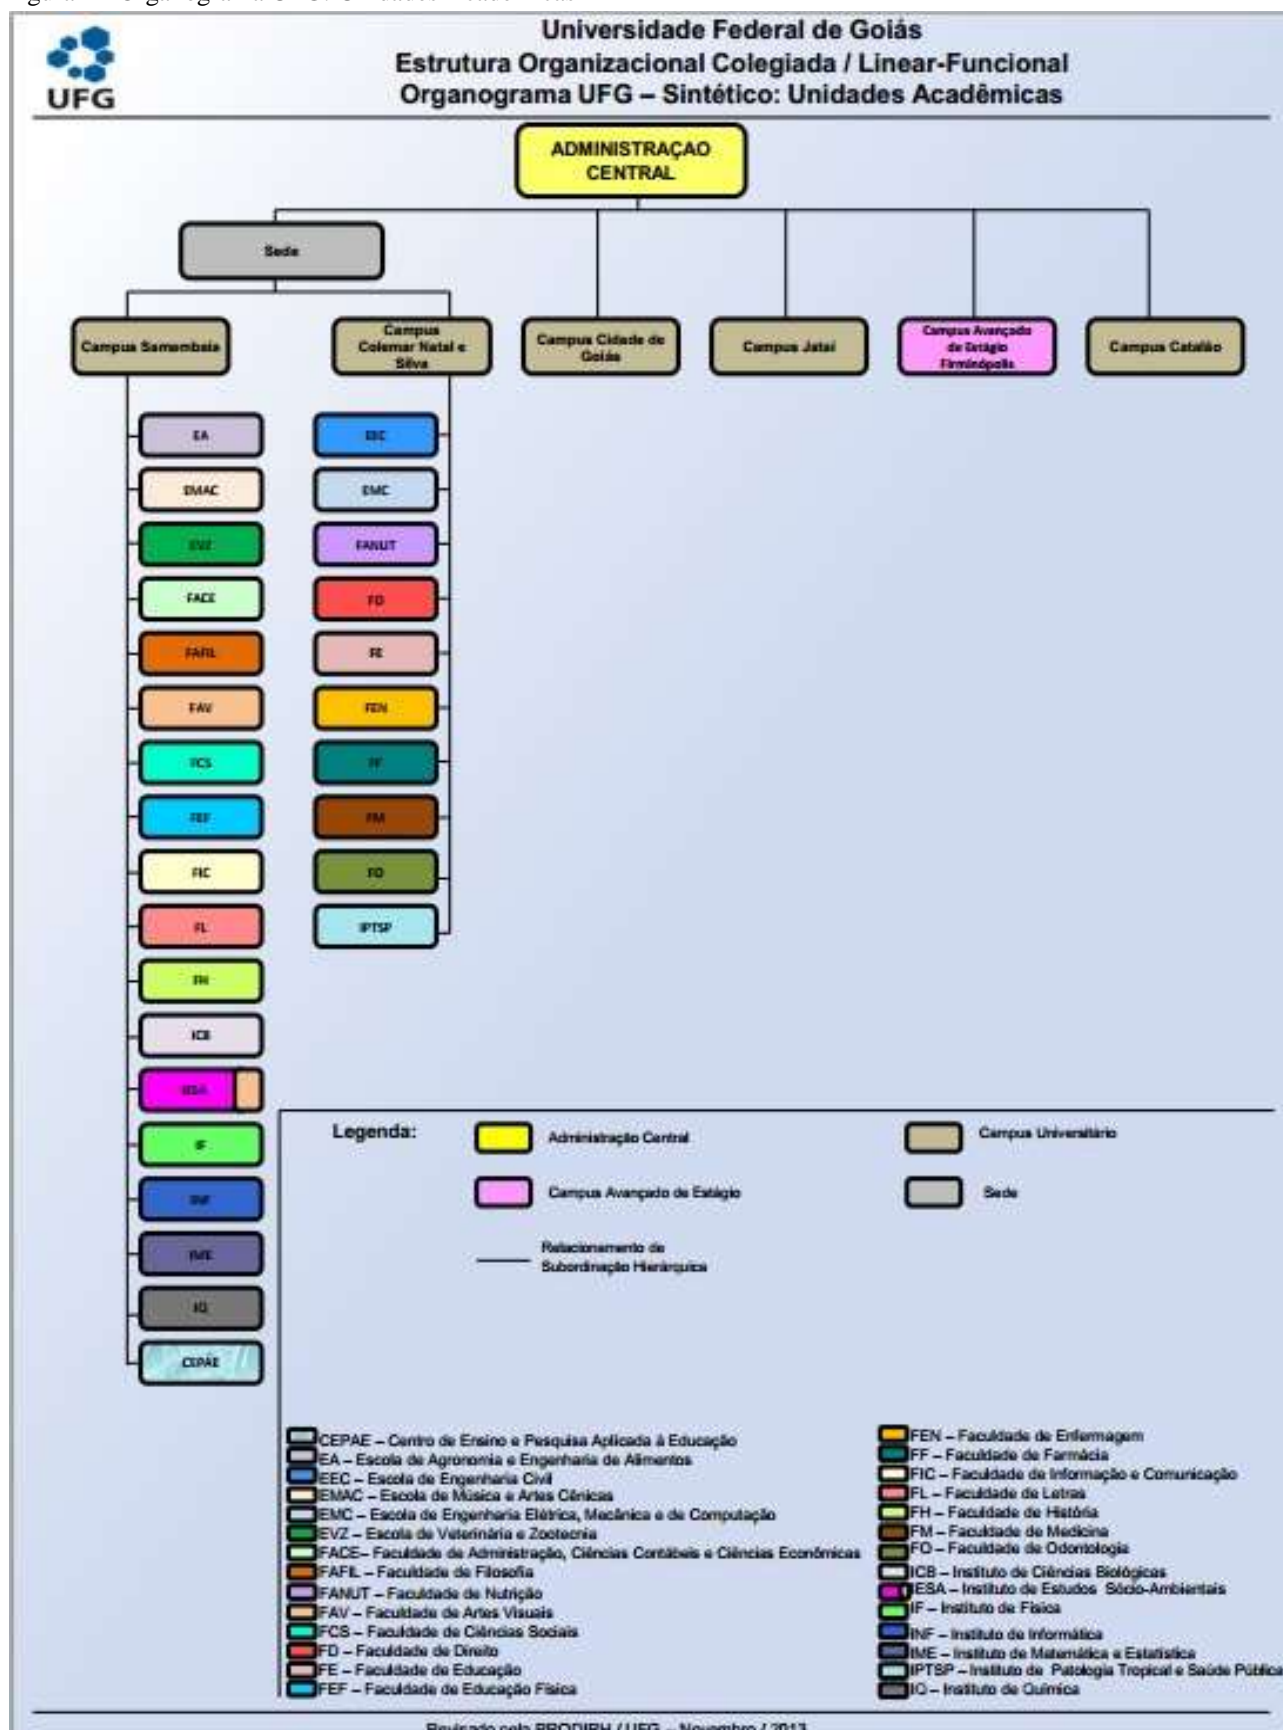 UFG
Universidade Federal de Goiás
Estrutura Organizacional Colegiada / Linear-Funcional
Organograma UFG – Sintético: Unidades Acadêmicas
ADMINISTRAÇAO
CENTRAL
Sede
Campus Samambaia
Campus
Colemar Natal e
Silva
Campus Cidade de
Goiás
Campus Jataí
Campus Avançado
de Estágio
Firminópolis
Campus Catalão
EA
EMAC
EVZ
FACE
FAFIL
FAV
FCS
FEF
FIC
FL
FH
ICB
IESA
IF
INF
IME
IQ
CEPAE
EEC
EMC
FANUT
FD
FE
FEN
FF
FM
FO
IPTSP
Legenda:
Administração Central
Campus Universitário
Campus Avançado de Estágio
Sede
Relacionamento de
Subordinação Hierárquica
CEPAE – Centro de Ensino e Pesquisa Aplicada à Educação
EA – Escola de Agronomia e Engenharia de Alimentos
EEC – Escola de Engenharia Civil
EMAC – Escola de Música e Artes Cênicas
EMC – Escola de Engenharia Elétrica, Mecânica e de Computação
EVZ – Escola de Veterinária e Zootecnia
FACE– Faculdade de Administração, Ciências Contábeis e Ciências Econômicas
FAFIL – Faculdade de Filosofia
FANUT – Faculdade de Nutrição
FAV – Faculdade de Artes Visuais
FCS – Faculdade de Ciências Sociais
FD – Faculdade de Direito
FE – Faculdade de Educação
FEF – Faculdade de Educação Física
FEN – Faculdade de Enfermagem
FF – Faculdade de Farmácia
FIC – Faculdade de Informação e Comunicação
FL – Faculdade de Letras
FH – Faculdade de História
FM – Faculdade de Medicina
FO – Faculdade de Odontologia
ICB – Instituto de Ciências Biológicas
IESA – Instituto de Estudos Sócio-Ambientais
IF – Instituto de Física
INF – Instituto de Informática
IME – Instituto de Matemática e Estatística
IPTSP – Instituto de Patologia Tropical e Saúde Pública
IQ – Instituto de Química
Revisado pela PRODIRH / UFG – Novembro / 2013